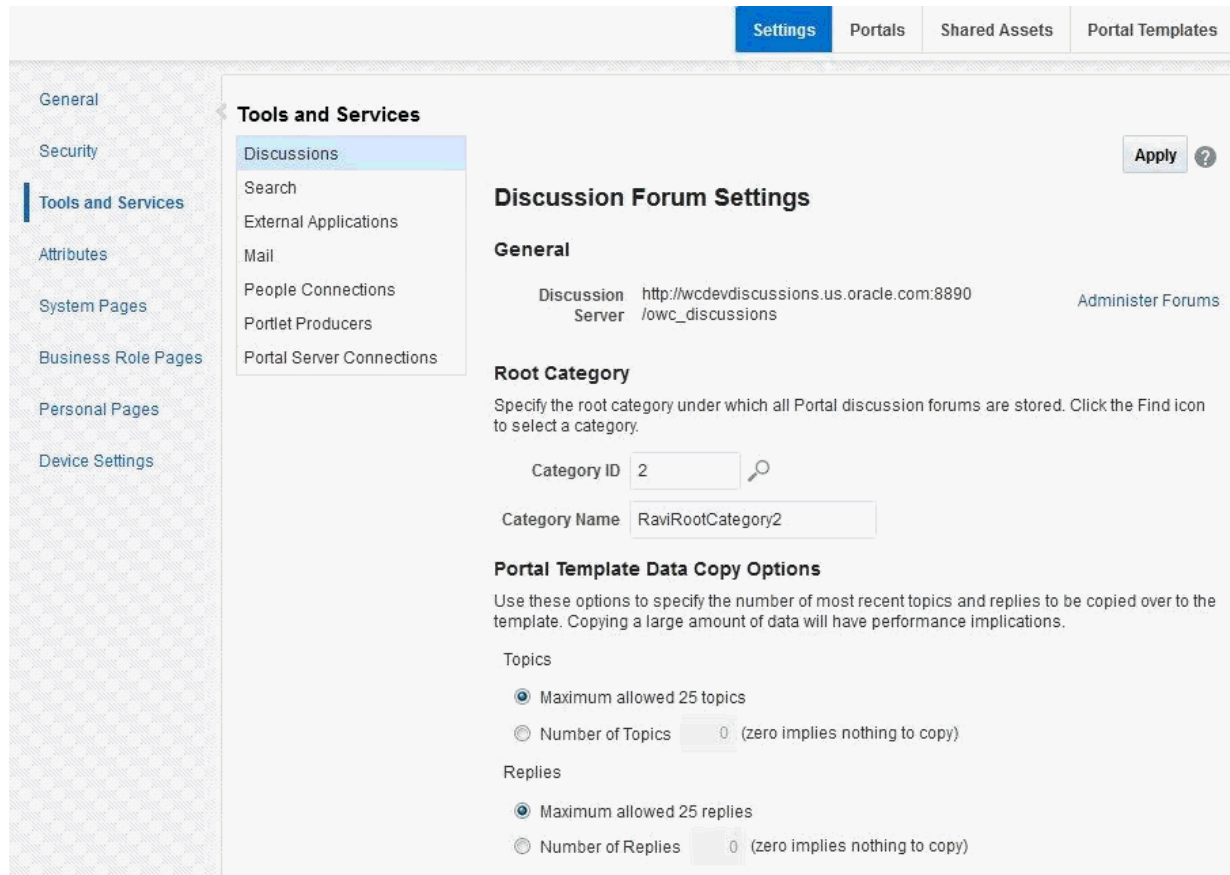 Settings
Portals
Shared Assets
Portal Templates
General
Security
Tools and Services
Attributes
System Pages
Business Role Pages
Personal Pages
Device Settings
Tools and Services
Discussions
Search
External Applications
Mail
People Connections
Portlet Producers
Portal Server Connections
Apply
?
Discussion Forum Settings
General
Discussion
Server
http://wcdevdiscussions.us.oracle.com:8890
/owc_discussions
Administer Forums
Root Category
Specify the root category under which all Portal discussion forums are stored. Click the Find icon
to select a category.
Category ID 2
Category Name RaviRootCategory2
Portal Template Data Copy Options
Use these options to specify the number of most recent topics and replies to be copied over to the
template. Copying a large amount of data will have performance implications.
Topics
Maximum allowed 25 topics
Number of Topics 0 (zero implies nothing to copy)
Replies
Maximum allowed 25 replies
Number of Replies 0 (zero implies nothing to copy)